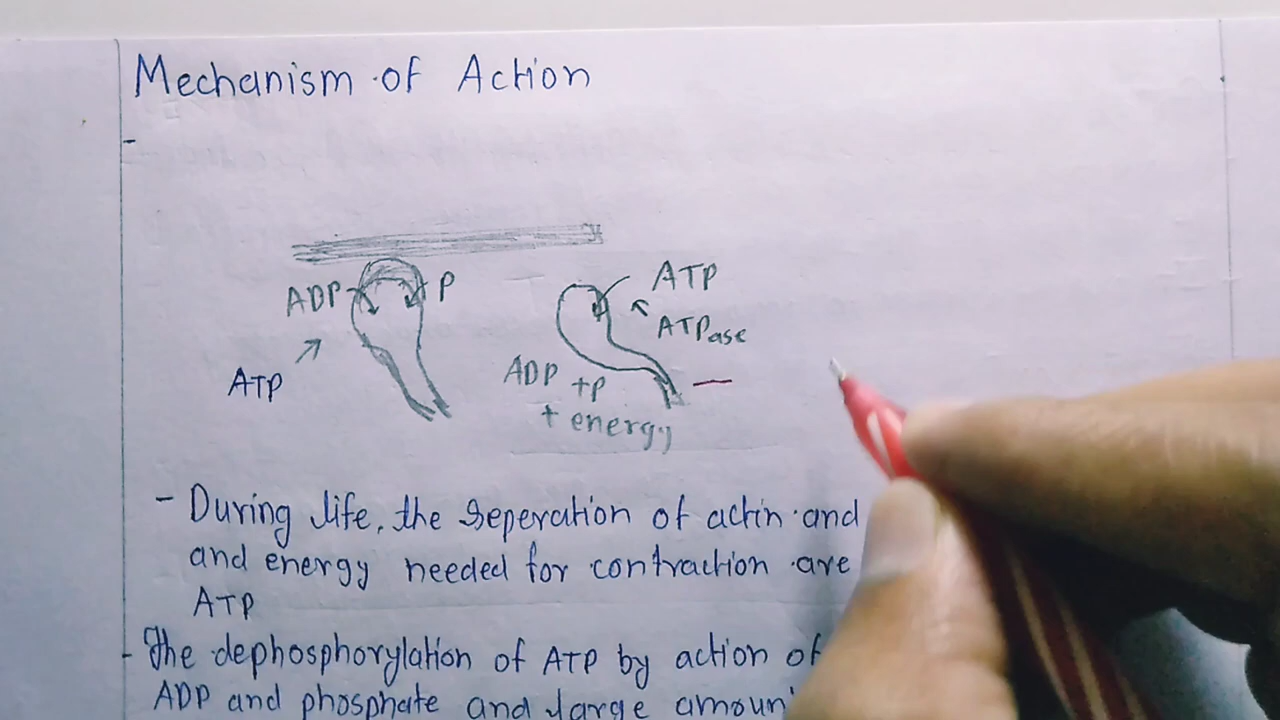 Mechanism of Action
-
ADP P
ATP
ATP
ATPase
ADP +P
+ energy
- During life, the seperation of actin and
and energy needed for contraction are
ATP
- The dephosphorylation of ATP by action of
ADP and phosphate and large amoun